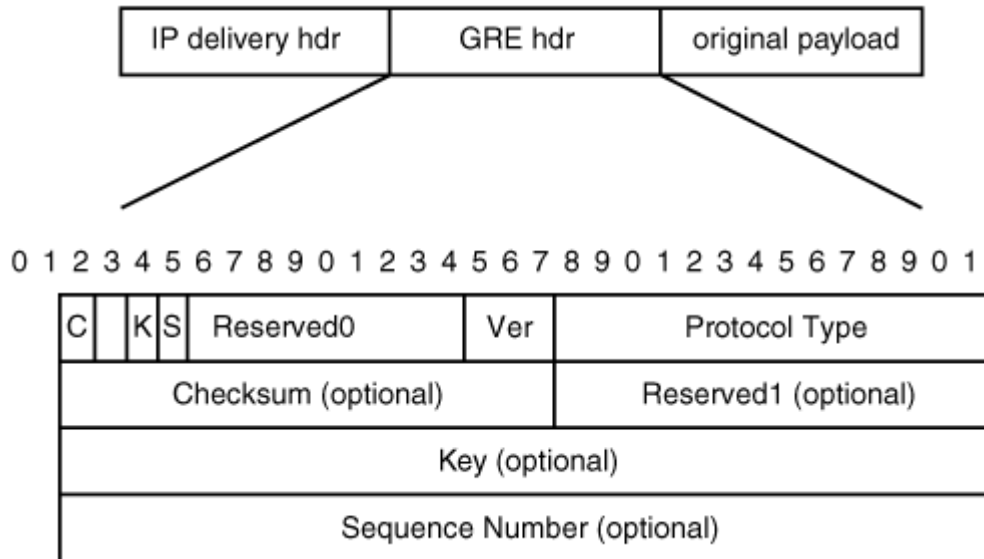 IP delivery hdr GRE hdr original payload
0 1 2 3 4 5 6 7 8 9 0 1 2 3 4 5 6 7 8 9 0 1 2 3 4 5 6 7 8 9 0 1
C K S Reserved0 Ver Protocol Type
Checksum (optional) Reserved1 (optional)
Key (optional)
Sequence Number (optional)